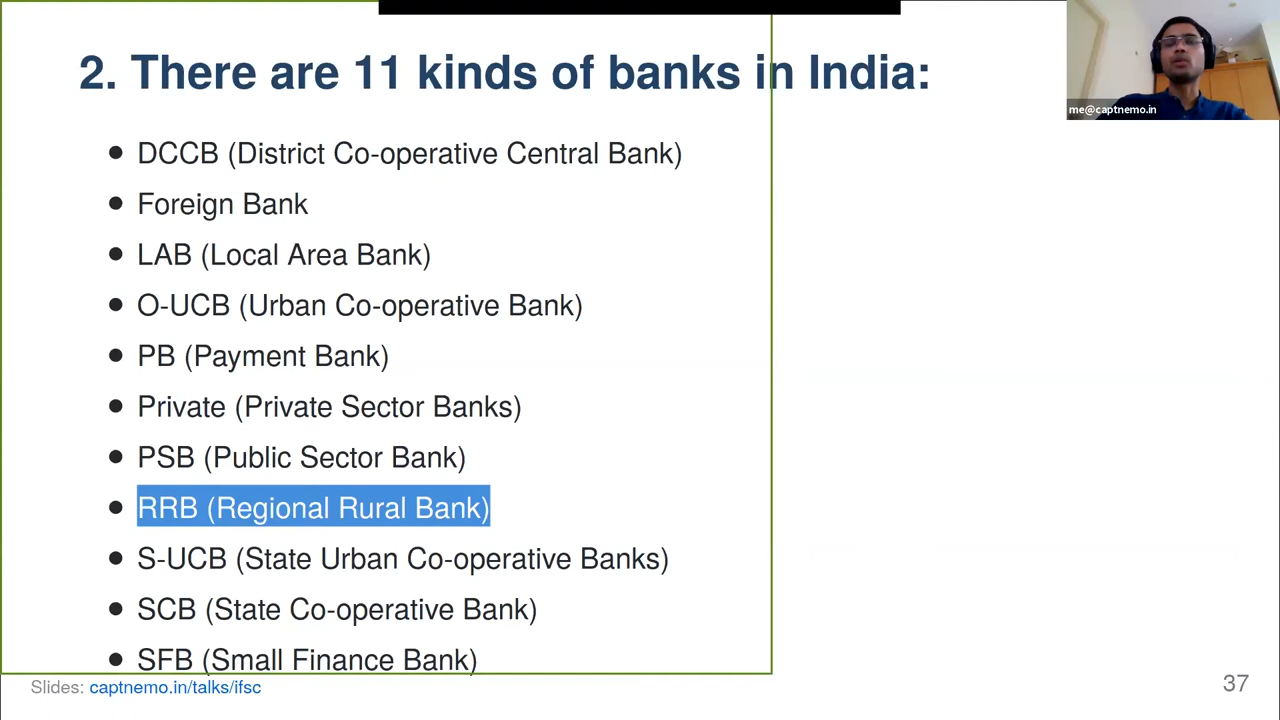 2. There are 11 kinds of banks in India:
me@captnemo.in
● DCCB (District Co-operative Central Bank)
● Foreign Bank
● LAB (Local Area Bank)
● O-UCB (Urban Co-operative Bank)
● PB (Payment Bank)
● Private (Private Sector Banks)
● PSB (Public Sector Bank)
● RRB (Regional Rural Bank)
● S-UCB (State Urban Co-operative Banks)
● SCB (State Co-operative Bank)
● SFB (Small Finance Bank)
Slides: captnemo.in/talks/ifsc
37